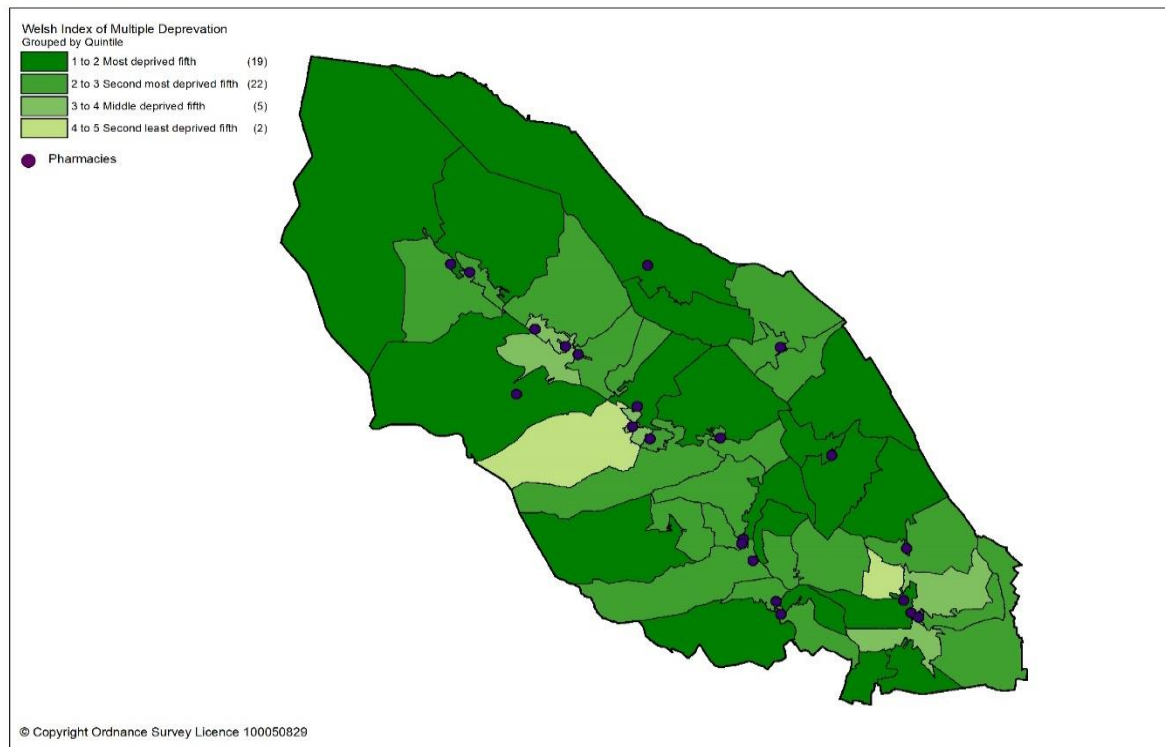 Welsh Index of Multiple Deprevation
Grouped by Quintile
1 to 2 Most deprived fifth (19)
2 to 3 Second most deprived fifth (22)
3 to 4 Middle deprived fifth (5)
4 to 5 Second least deprived fifth (2)
Pharmacies
© Copyright Ordnance Survey Licence 100050829